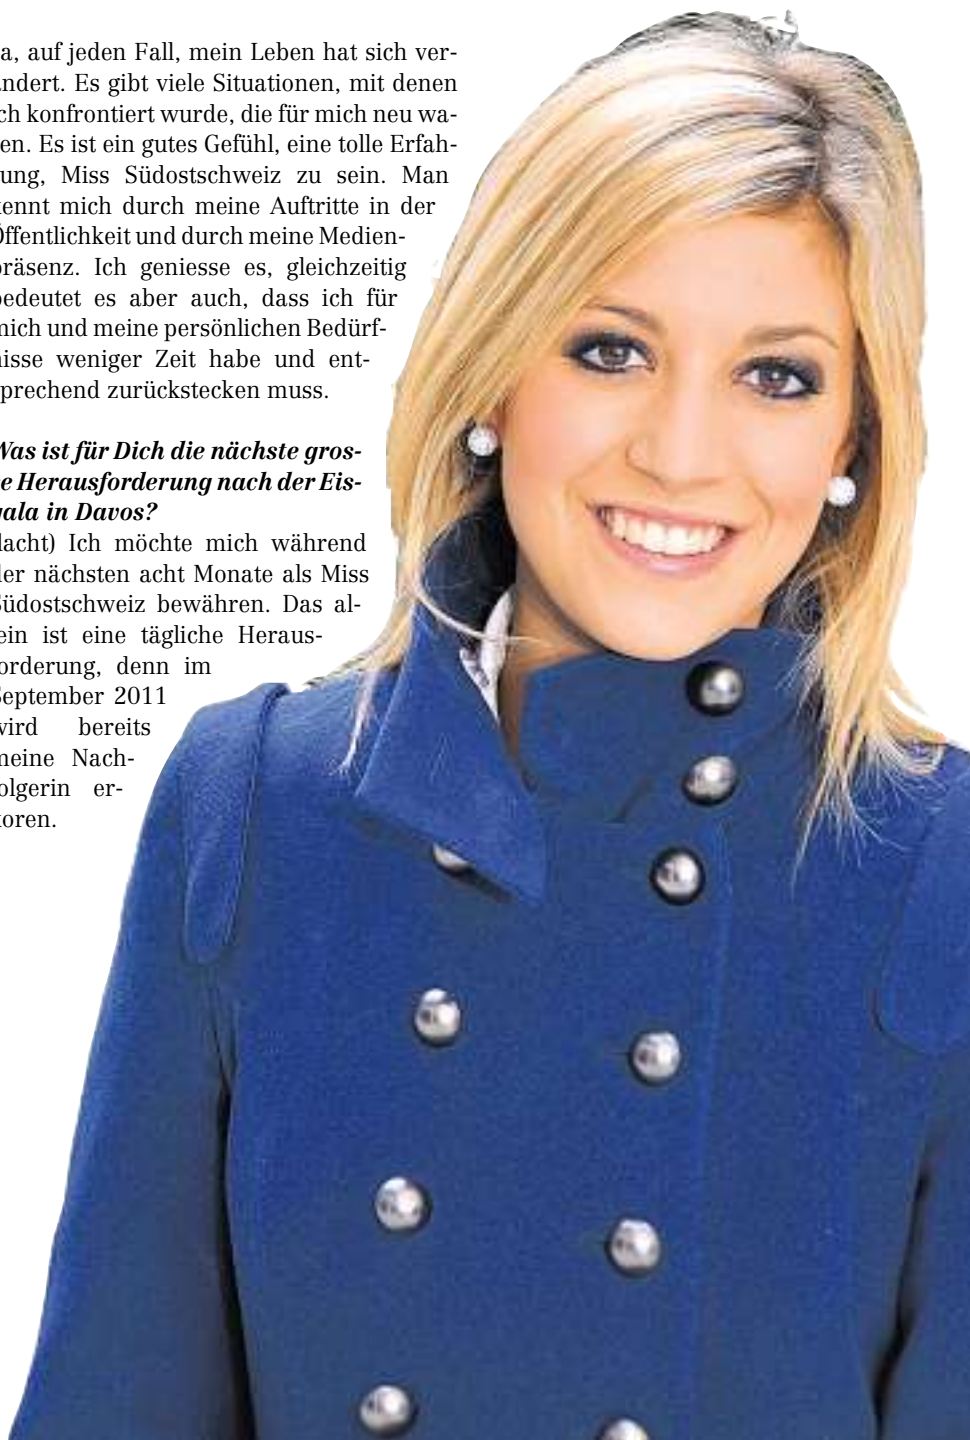 a, auf jeden Fall, mein Leben hat sich ver-
ndert. Es gibt viele Situationen, mit denen
ch konfrontiert wurde, die für mich neu wa-
en. Es ist ein gutes Gefühl, eine tolle Erfah-
ung, Miss Südostschweiz zu sein. Man
kennt mich durch meine Auftritte in der
Öffentlichkeit und durch meine Medien-
präsenz. Ich geniesse es, gleichzeitig
bedeutet es aber auch, dass ich für
mich und meine persönlichen Bedürf-
nisse weniger Zeit habe und ent-
prechend zurückstecken muss.
Was ist für Dich die nächste gros-
e Herausforderung nach der Eis-
gala in Davos?
lacht) Ich möchte mich während
der nächsten acht Monate als Miss
Südostschweiz bewähren. Das al-
ein ist eine tägliche Heraus-
orderung, denn im
September 2011
wird bereits
meine Nach-
olgerin er-
koren.